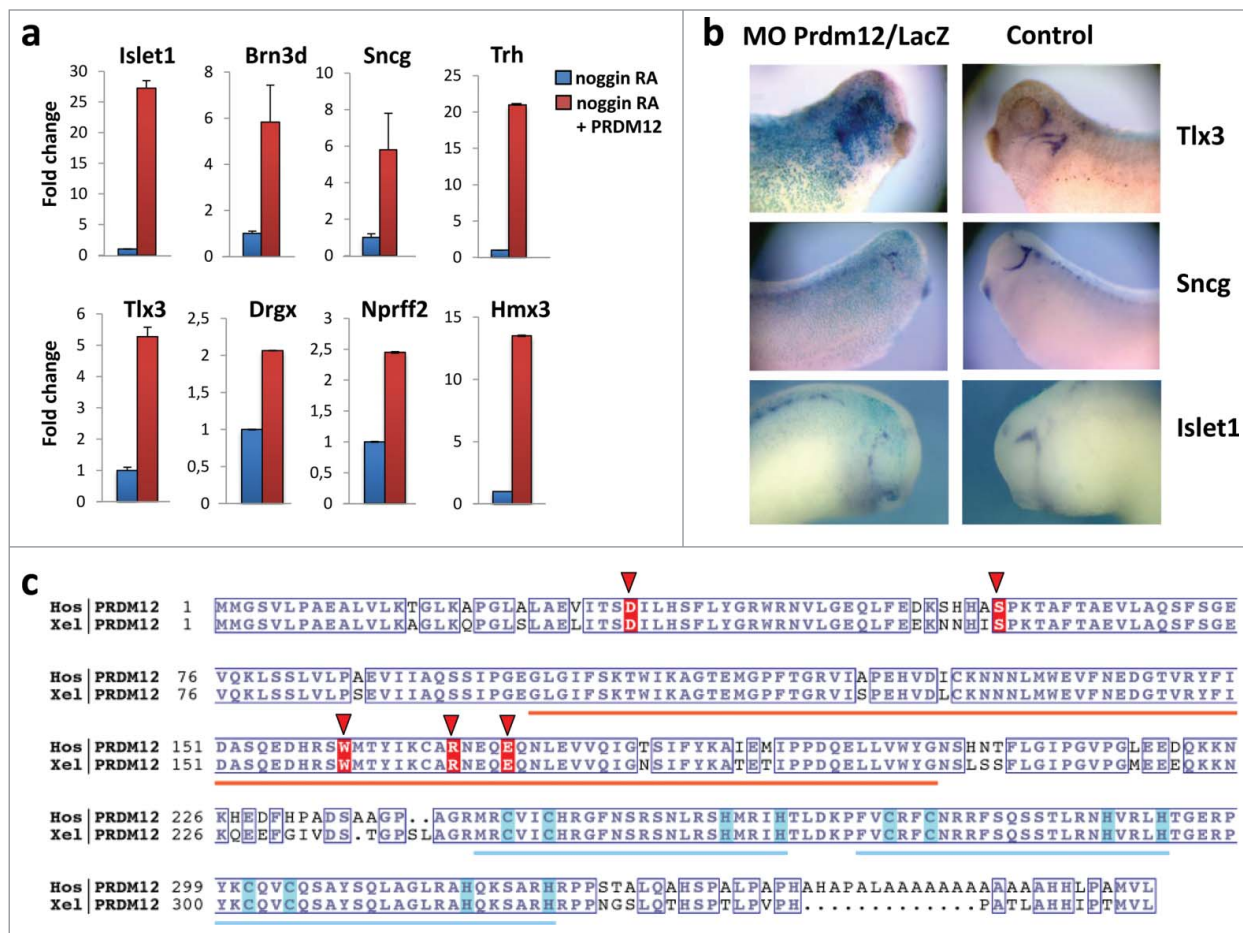 a
Islet1 Brn3d Sncg Trh
Fold change
30
25
20
15
10
5
0
8
6
4
2
0
10
8
6
4
2
0
25
20
15
10
5
0
noggin RA
noggin RA
+ PRDM12
Tlx3 Drgx Nprff2 Hmx3
Fold change
6
5
4
3
2
1
0
2,5
2
1,5
1
0,5
0
3
2,5
2
1,5
1
0,5
0
15
10
5
0
b
MO Prdm12/LacZ Control
Tlx3
Sncg
Islet1
c
Hos PRDM12 1 MMGSVLPAEALVLKTGLKAPGLALAEVITSDILHSFLYGRWRNVLGEQLFEDKSHHASPKTAFTAEVLAQSFSGE
Xel PRDM12 1 MMGSVLPAEALVLKAGLKQPGLSLAELITSDILHSFLYGRWRNVLGEQLFEEKNNHISPKTAFTAEVLAQSFSGE
Hos PRDM12 76 VQKLSSLVLPAEVIIAQSSIPGEGLGIFSKTWIKAGTEMGPFTGRVIAPEHVDICKNNNLMWEVFNEDGTVRYFI
Xel PRDM12 76 VQKLSSLVLPSEVIIAQSSIPGEGLGIFSKTWIKAGTEMGPFTGRVISPEHVDLCKNNNLMWEVFNEDGTVRYFI
Hos PRDM12 151 DASQEDHRSWMTYIKCARNEQEQNLEVVQIGTSIFYKAIEMIPPDQELLVWYGNSHNTFLGIPGVPGLEEDQKKN
Xel PRDM12 151 DASQEDHRSWMTYIKCARNEQEQNLEVVQIGNSIFYKATETIPPDQELLVWYGNSLSSFLGIPGVPGMEEEQKKN
Hos PRDM12 226 KHEDFHPADSAAGP..AGRMRCVICHRGFNSRSNLRSHMRIHTLDKPFVCRFCNRRFSQSSTLRNHVRLHTGERP
Xel PRDM12 226 KQEEFGIVDS.TGPSLAGRMRCVICHRGFNSRSNLRSHMRIHTLDKPFVCRFCNRRFSQSSTLRNHVRLHTGERP
Hos PRDM12 299 YKCQVCQSAYSQLAGLRAHQKSARHRPPSTALQAHSPALPAPHAHAPALAAAAAAAAAAAAHHLPAMVL
Xel PRDM12 300 YKCQVCQSAYSQLAGLRAHQKSARHRPPNGSLQTHSPTLPVPH.............PATLAHHIPTMVL